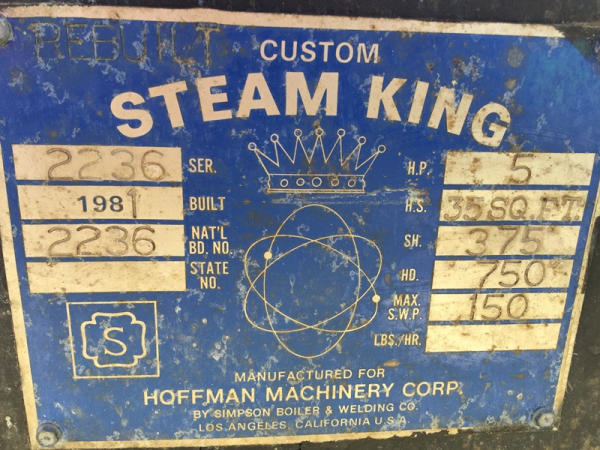 REBUILT
CUSTOM
STEAM KING
2236 SER.
1981 BUILT
2236 NAT'L BD. NO.
STATE NO.
S
H.P. 5
H.S. 35 SQ. FT.
SH. .375
HD. 750
MAX. S.W.P. 150
LBS./HR.
MANUFACTURED FOR
HOFFMAN MACHINERY CORP.
BY SIMPSON BOILER & WELDING CO.
LOS ANGELES, CALIFORNIA U.S.A.